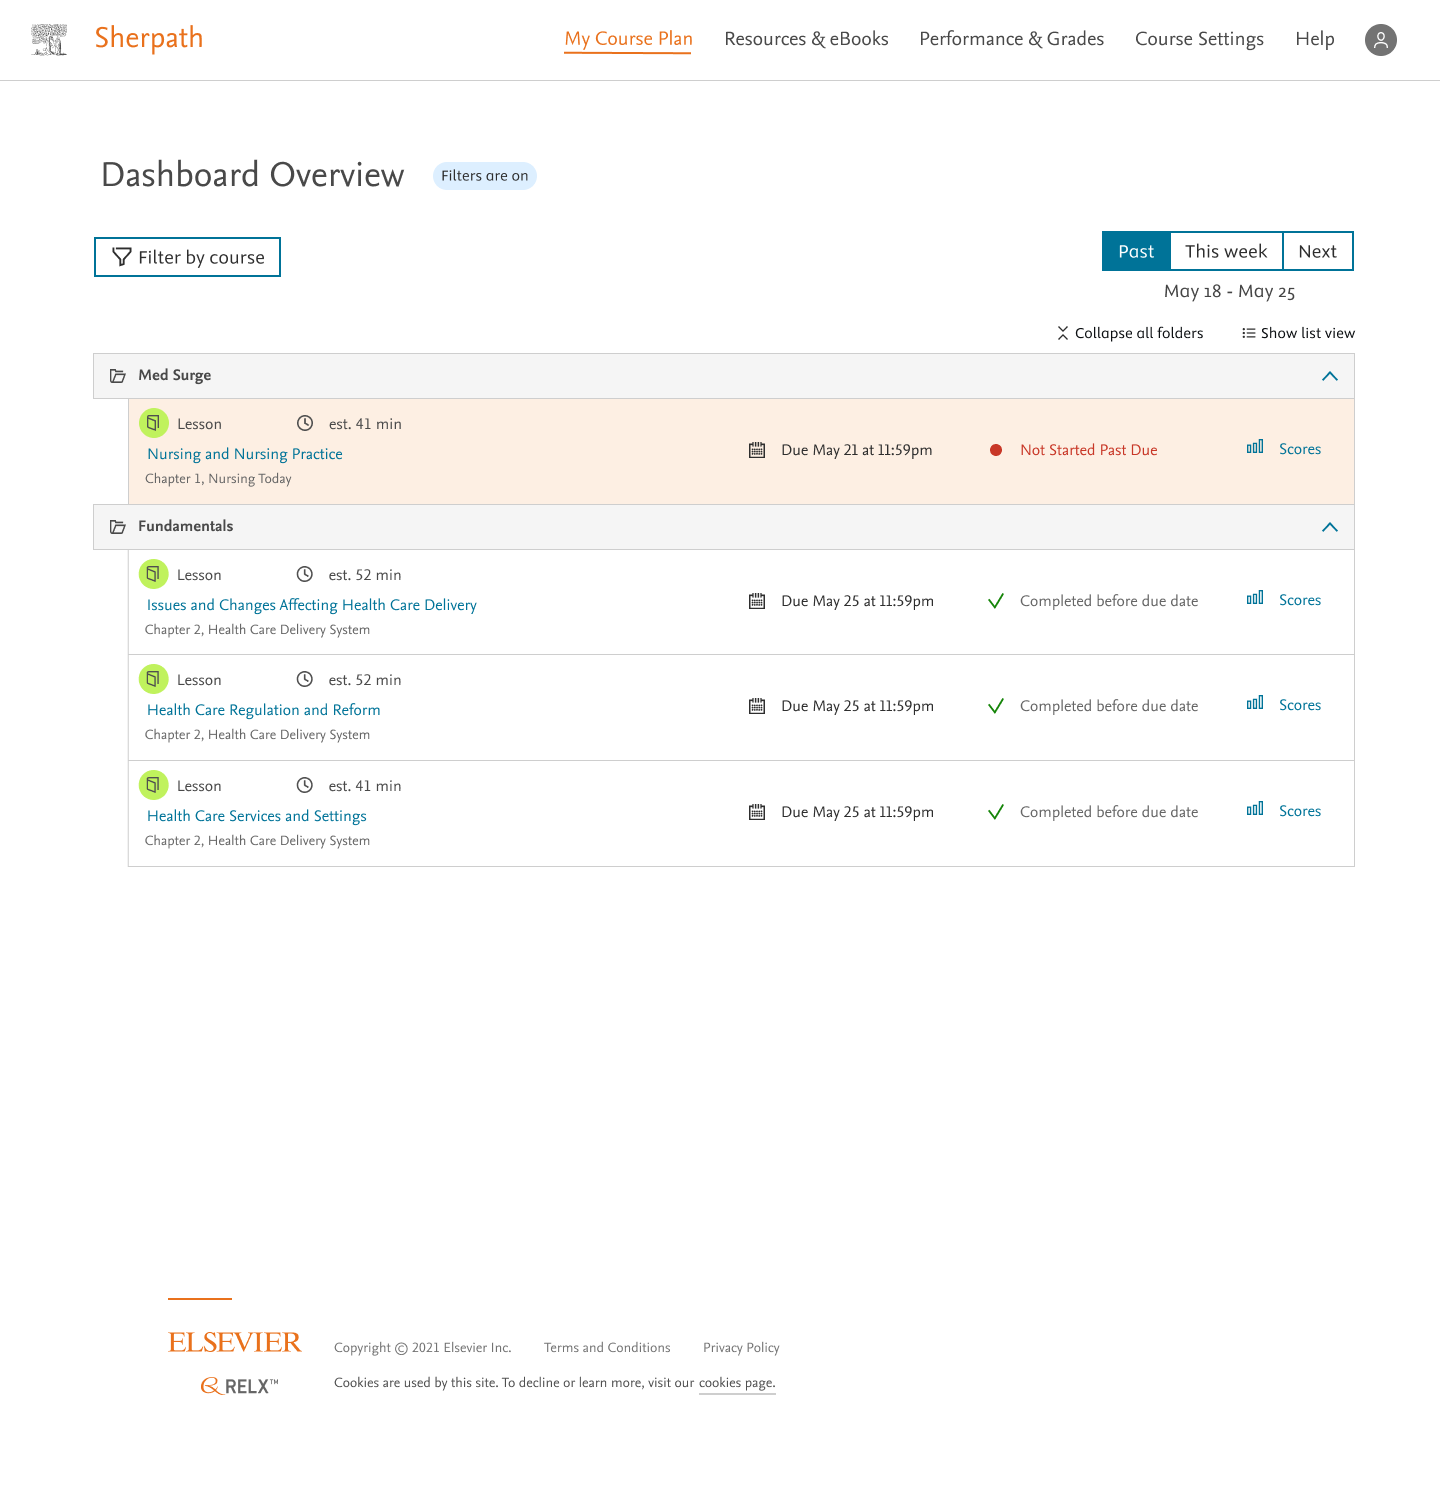 Sherpath
My Course Plan
Resources & eBooks
Performance & Grades
Course Settings
Help
Dashboard Overview
Filters are on
Filter by course
Past
This week
Next
May 18 - May 25
Collapse all folders
Show list view
Med Surge
Lesson
est. 41 min
Nursing and Nursing Practice
Chapter 1, Nursing Today
Due May 21 at 11:59pm
Not Started Past Due
Scores
Fundamentals
Lesson
est. 52 min
Issues and Changes Affecting Health Care Delivery
Chapter 2, Health Care Delivery System
Due May 25 at 11:59pm
Completed before due date
Scores
Lesson
est. 52 min
Health Care Regulation and Reform
Chapter 2, Health Care Delivery System
Due May 25 at 11:59pm
Completed before due date
Scores
Lesson
est. 41 min
Health Care Services and Settings
Chapter 2, Health Care Delivery System
Due May 25 at 11:59pm
Completed before due date
Scores
ELSEVIER
RELX™
Copyright © 2021 Elsevier Inc.
Terms and Conditions
Privacy Policy
Cookies are used by this site. To decline or learn more, visit our cookies page.